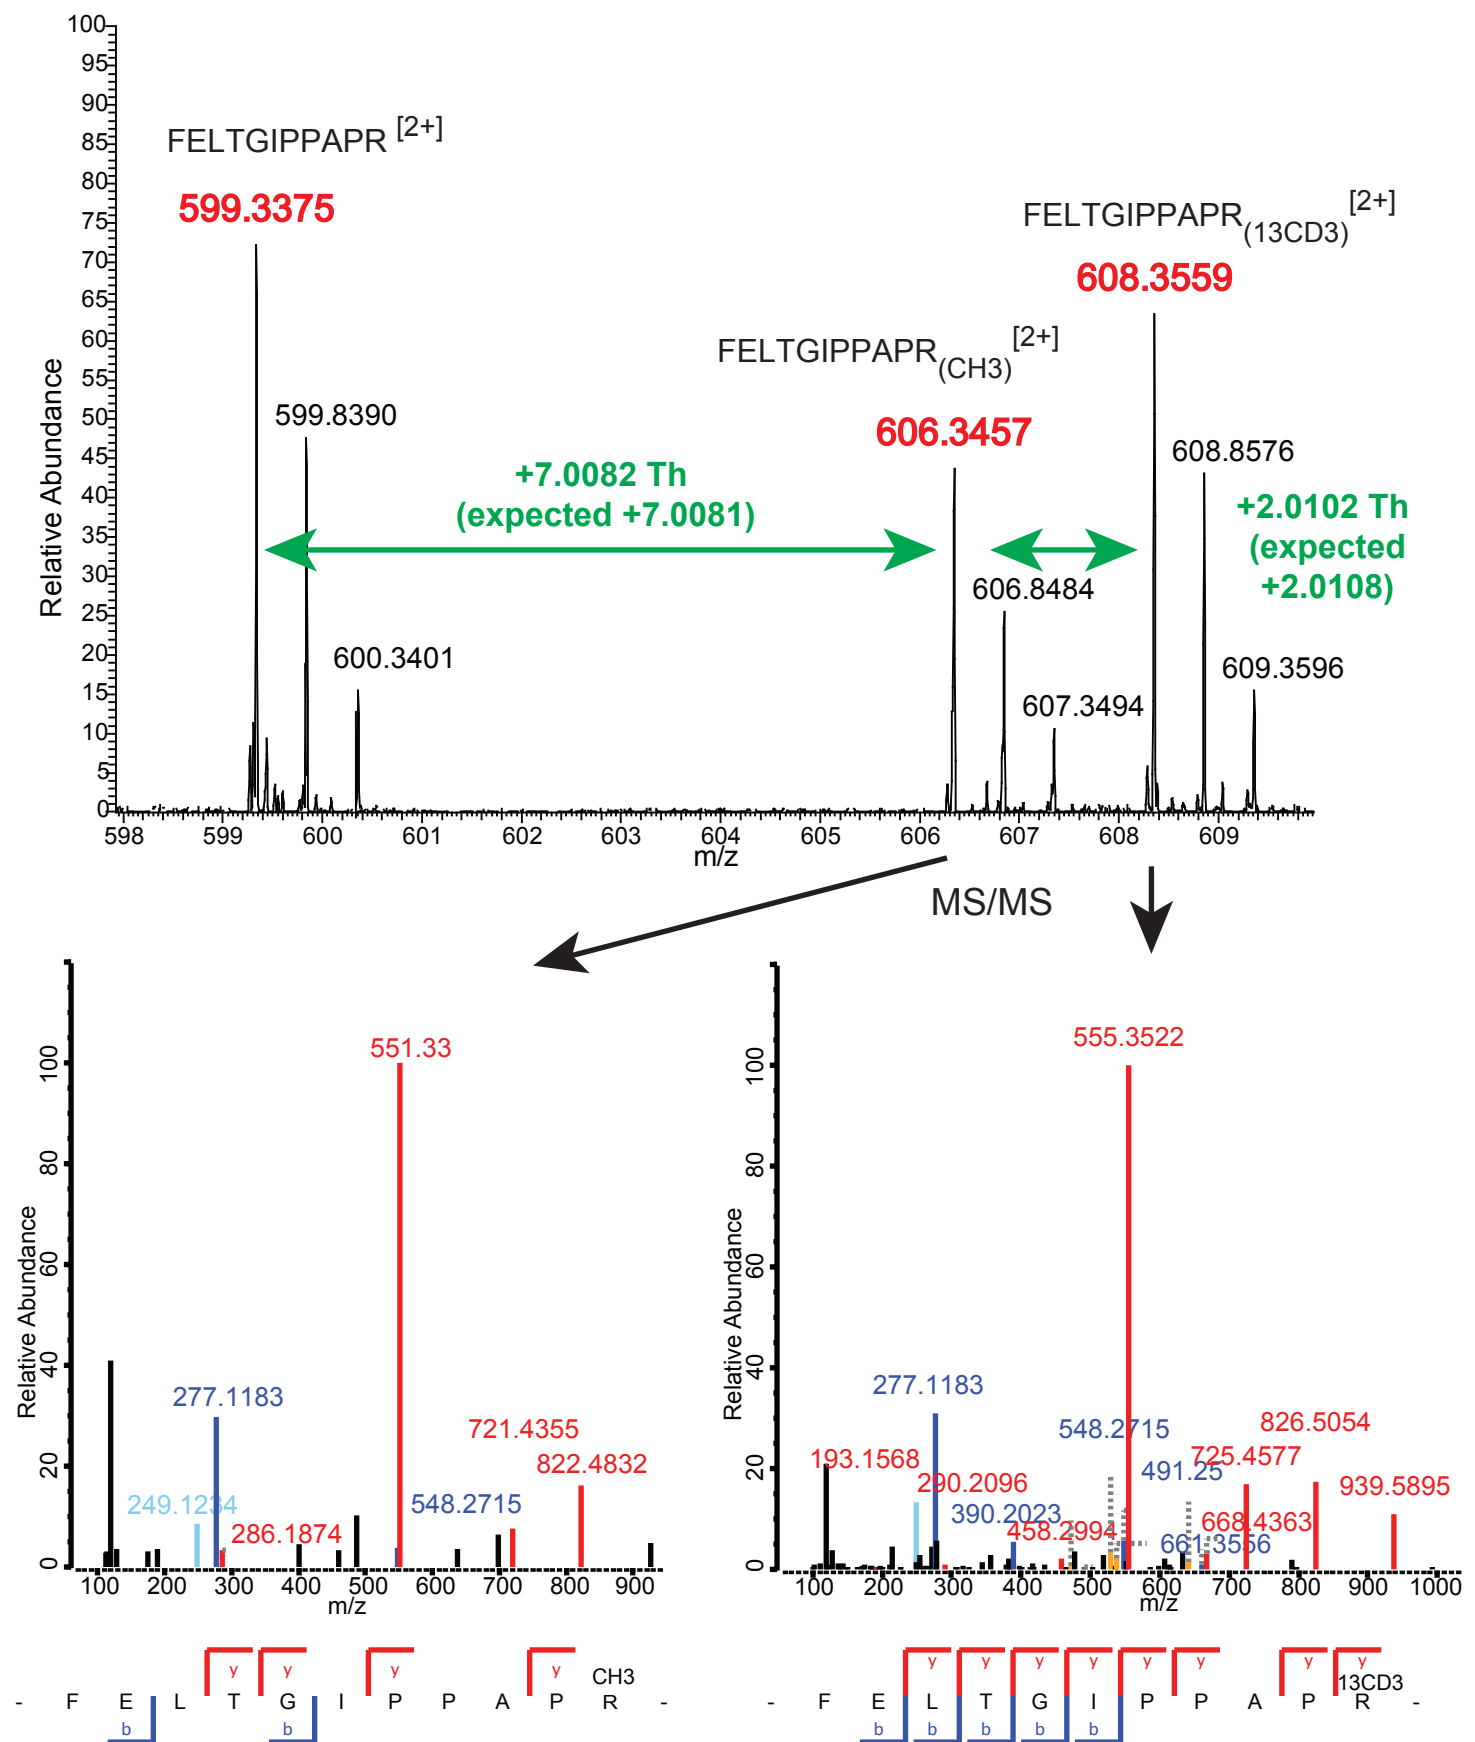 100
95
90
85
80
75
70
65
60
55
50
45
40
35
30
25
20
15
10
5
0
Relative Abundance
FELTGIPPAPR [2+]
599.3375
599.8390
600.3401
+7.0082 Th
(expected +7.0081)
FELTGIPPAPR(CH3) [2+]
606.3457
606.8484
607.3494
FELTGIPPAPR(13CD3) [2+]
608.3559
608.8576
609.3596
+2.0102 Th
(expected
+2.0108)
598 599 600 601 602 603 604 605 606 607 608 609
m/z
MS/MS
100
80
60
40
20
0
Relative Abundance
551.33
277.1183
721.4355
822.4832
249.1234
548.2715
286.1874
100 200 300 400 500 600 700 800 900
m/z
y y y y CH3
- F E L T G I P P A P R -
b b
100
80
60
40
20
0
Relative Abundance
555.3522
277.1183
548.2715
826.5054
193.1568
725.4577
491.25
290.2096
939.5895
390.2023
458.2994
668.4363
661.3556
100 200 300 400 500 600 700 800 900 1000
m/z
y y y y y y y y
13CD3
- F E L T G I P P A P R -
b b b b b